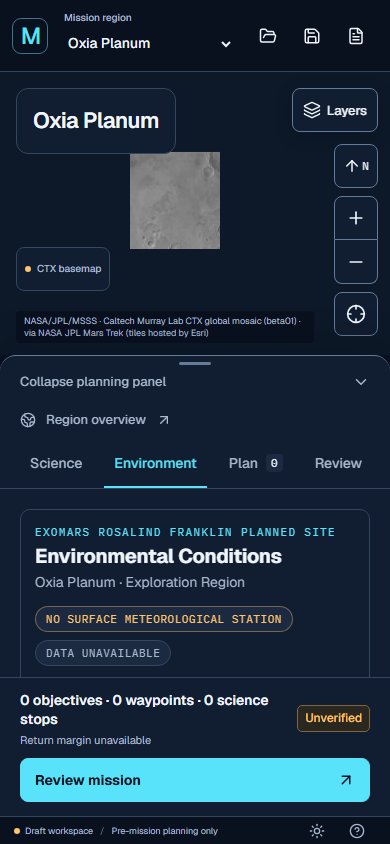 M
Mission region
Oxia Planum
Oxia Planum
Layers
N
CTX basemap
NASA/JPL/MSSS · Caltech Murray Lab CTX global mosaic (beta01) ·
via NASA JPL Mars Trek (tiles hosted by Esri)
Collapse planning panel
Region overview
Science
Environment
Plan 0
Review
EXOMARS ROSALIND FRANKLIN PLANNED SITE
Environmental Conditions
Oxia Planum · Exploration Region
NO SURFACE METEOROLOGICAL STATION
DATA UNAVAILABLE
0 objectives · 0 waypoints · 0 science
stops
Unverified
Return margin unavailable
Review mission
Draft workspace / Pre-mission planning only